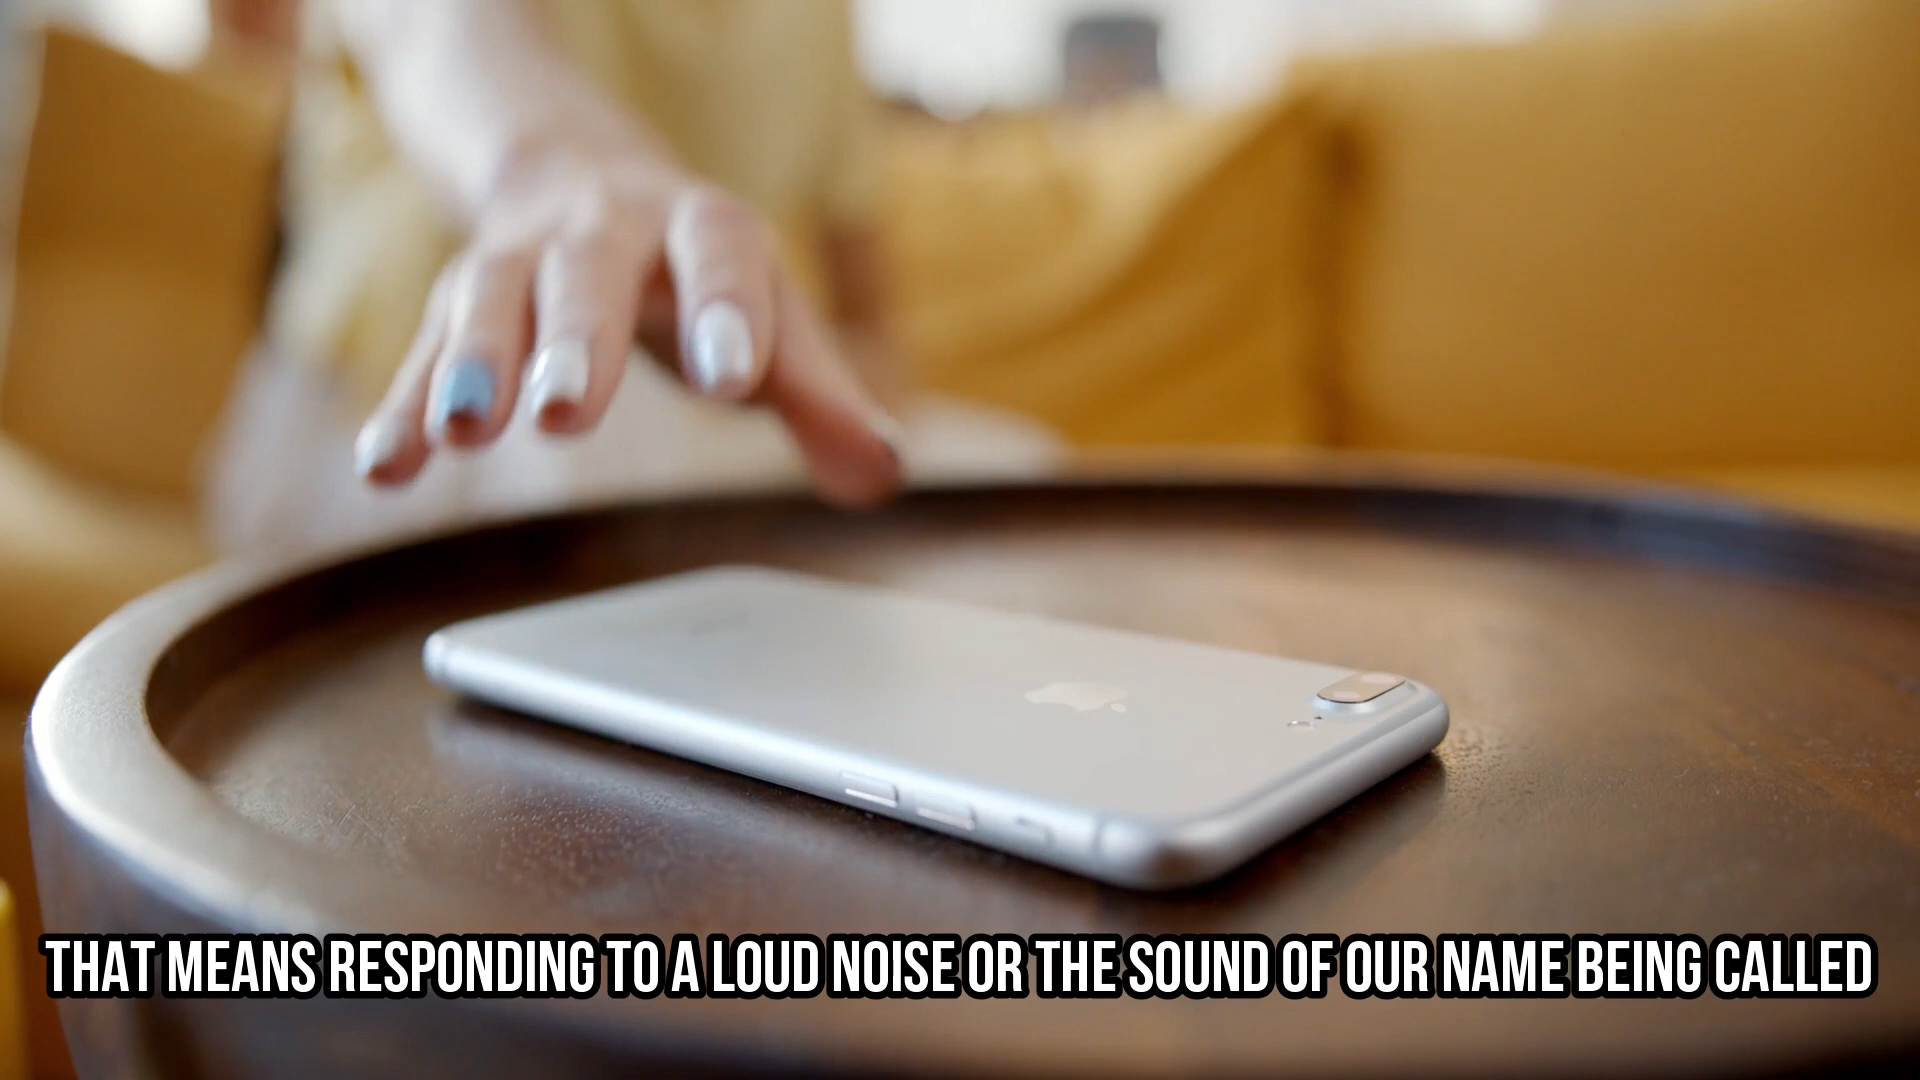 THAT MEANS RESPONDING TO A LOUD NOISE OR THE SOUND OF OUR NAME BEING CALLED